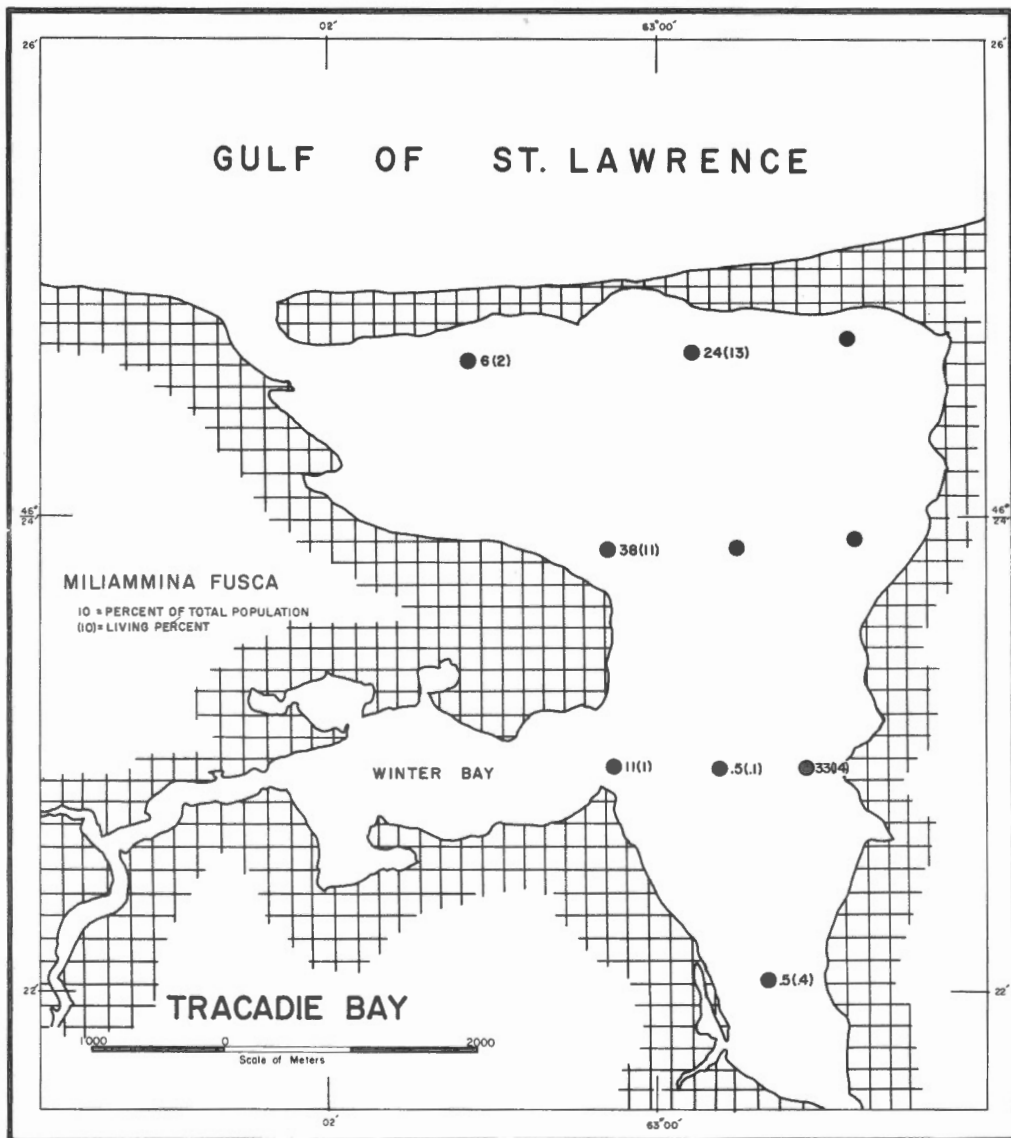 02' 63°00'
26' 26'
GULF OF ST. LAWRENCE
6(2) 24(13)
46° 24' 46° 24'
38(11)
MILIAMMINA FUSCA
10 = PERCENT OF TOTAL POPULATION
(10)= LIVING PERCENT
WINTER BAY 11(1) .5(.1) 33(4)
.5(.4)
22' 22'
TRACADIE BAY
1000 0 2000
Scale of Meters
02' 63°00'